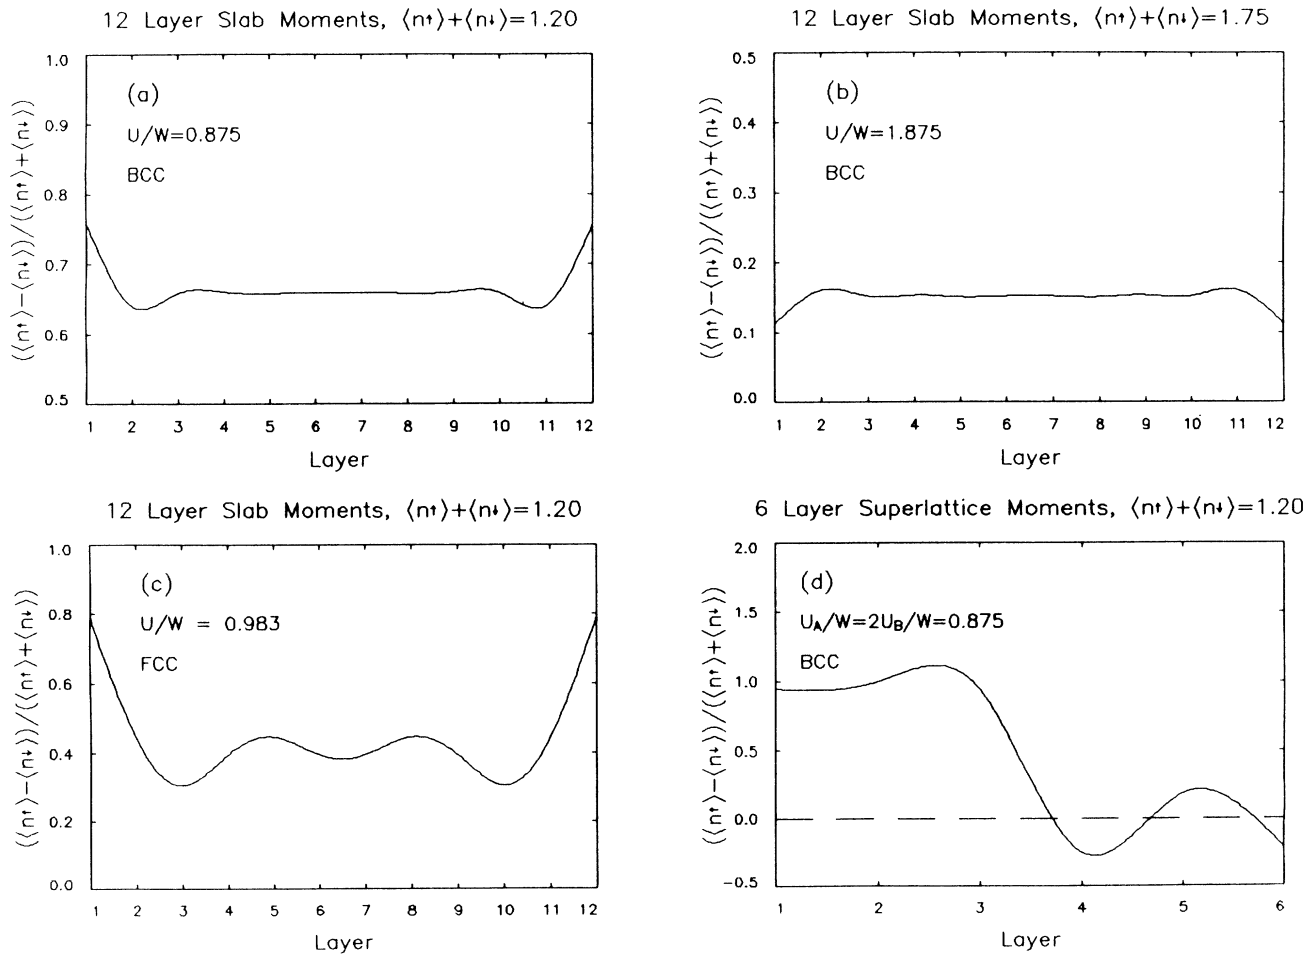 12 Layer Slab Moments, ⟨n↑⟩+⟨n↓⟩=1.20
(a)
U/W=0.875
BCC
1.0
0.9
0.8
0.7
0.6
0.5
1 2 3 4 5 6 7 8 9 10 11 12
Layer
(⟨n↑⟩−⟨n↓⟩)/(⟨n↑⟩+⟨n↓⟩)
12 Layer Slab Moments, ⟨n↑⟩+⟨n↓⟩=1.75
(b)
U/W=1.875
BCC
0.5
0.4
0.3
0.2
0.1
0.0
1 2 3 4 5 6 7 8 9 10 11 12
Layer
(⟨n↑⟩−⟨n↓⟩)/(⟨n↑⟩+⟨n↓⟩)
12 Layer Slab Moments, ⟨n↑⟩+⟨n↓⟩=1.20
(c)
U/W = 0.983
FCC
1.0
0.8
0.6
0.4
0.2
0.0
1 2 3 4 5 6 7 8 9 10 11 12
Layer
(⟨n↑⟩−⟨n↓⟩)/(⟨n↑⟩+⟨n↓⟩)
6 Layer Superlattice Moments, ⟨n↑⟩+⟨n↓⟩=1.20
(d)
U_A/W=2U_B/W=0.875
BCC
2.0
1.5
1.0
0.5
0.0
−0.5
1 2 3 4 5 6
Layer
(⟨n↑⟩−⟨n↓⟩)/(⟨n↑⟩+⟨n↓⟩)